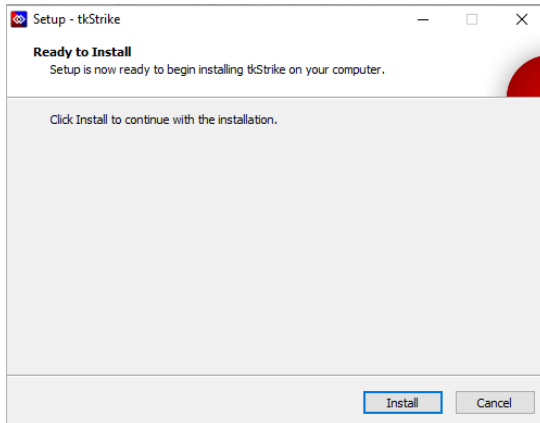 Setup - tkStrike
Ready to Install
Setup is now ready to begin installing tkStrike on your computer.
Click Install to continue with the installation.
Install
Cancel